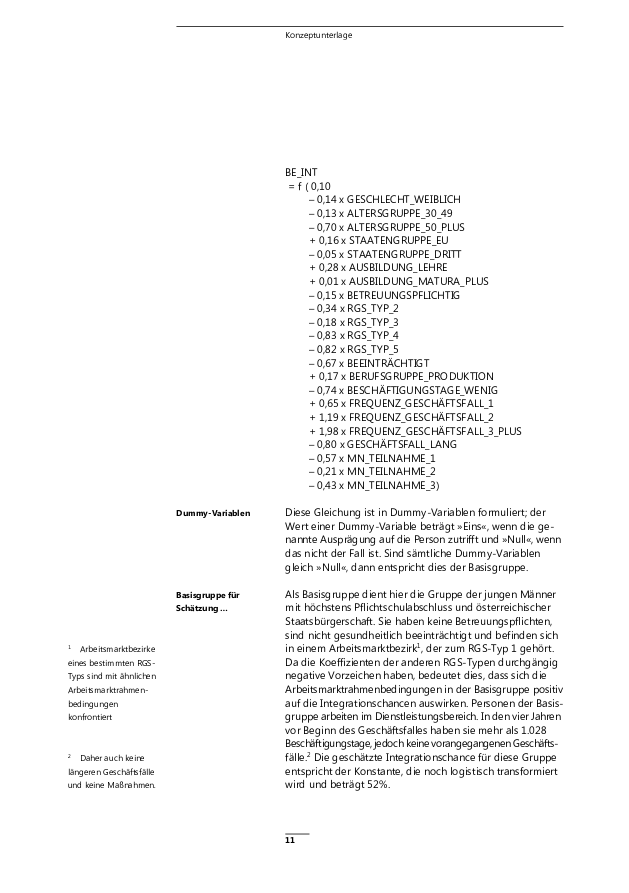 Konzeptunterlage
BE_INT
= f ( 0,10
– 0,14 x GESCHLECHT_WEIBLICH
– 0,13 x ALTERSGRUPPE_30_49
– 0,70 x ALTERSGRUPPE_50_PLUS
+ 0,16 x STAATENGRUPPE_EU
– 0,05 x STAATENGRUPPE_DRITT
+ 0,28 x AUSBILDUNG_LEHRE
+ 0,01 x AUSBILDUNG_MATURA_PLUS
– 0,15 x BETREUUNGSPFLICHTIG
– 0,34 x RGS_TYP_2
– 0,18 x RGS_TYP_3
– 0,83 x RGS_TYP_4
– 0,82 x RGS_TYP_5
– 0,67 x BEEINTRÄCHTIGT
+ 0,17 x BERUFSGRUPPE_PRODUKTION
– 0,74 x BESCHÄFTIGUNGSTAGE_WENIG
+ 0,65 x FREQUENZ_GESCHÄFTSFALL_1
+ 1,19 x FREQUENZ_GESCHÄFTSFALL_2
+ 1,98 x FREQUENZ_GESCHÄFTSFALL_3_PLUS
– 0,80 x GESCHÄFTSFALL_LANG
– 0,57 x MN_TEILNAHME_1
– 0,21 x MN_TEILNAHME_2
– 0,43 x MN_TEILNAHME_3)
Dummy-Variablen
Diese Gleichung ist in Dummy-Variablen formuliert; der
Wert einer Dummy-Variable beträgt »Eins«, wenn die ge-
nannte Ausprägung auf die Person zutrifft und »Null«, wenn
das nicht der Fall ist. Sind sämtliche Dummy-Variablen
gleich »Null«, dann entspricht dies der Basisgruppe.
Basisgruppe für
Schätzung ...
Als Basisgruppe dient hier die Gruppe der jungen Männer
mit höchstens Pflichtschulabschluss und österreichischer
Staatsbürgerschaft. Sie haben keine Betreuungspflichten,
sind nicht gesundheitlich beeinträchtigt und befinden sich
in einem Arbeitsmarktbezirk¹, der zum RGS-Typ 1 gehört.
Da die Koeffizienten der anderen RGS-Typen durchgängig
negative Vorzeichen haben, bedeutet dies, dass sich die
Arbeitsmarktrahmenbedingungen in der Basisgruppe positiv
auf die Integrationschancen auswirken. Personen der Basis-
gruppe arbeiten im Dienstleistungsbereich. In den vier Jahren
vor Beginn des Geschäftsfalles haben sie mehr als 1.028
Beschäftigungstage, jedoch keine vorangegangenen Geschäfts-
fälle.² Die geschätzte Integrationschance für diese Gruppe
entspricht der Konstante, die noch logistisch transformiert
wird und beträgt 52%.
¹ Arbeitsmarktbezirke
eines bestimmten RGS-
Typs sind mit ähnlichen
Arbeitsmarktrahmen-
bedingungen
konfrontiert
² Daher auch keine
längeren Geschäftsfälle
und keine Maßnahmen.
11